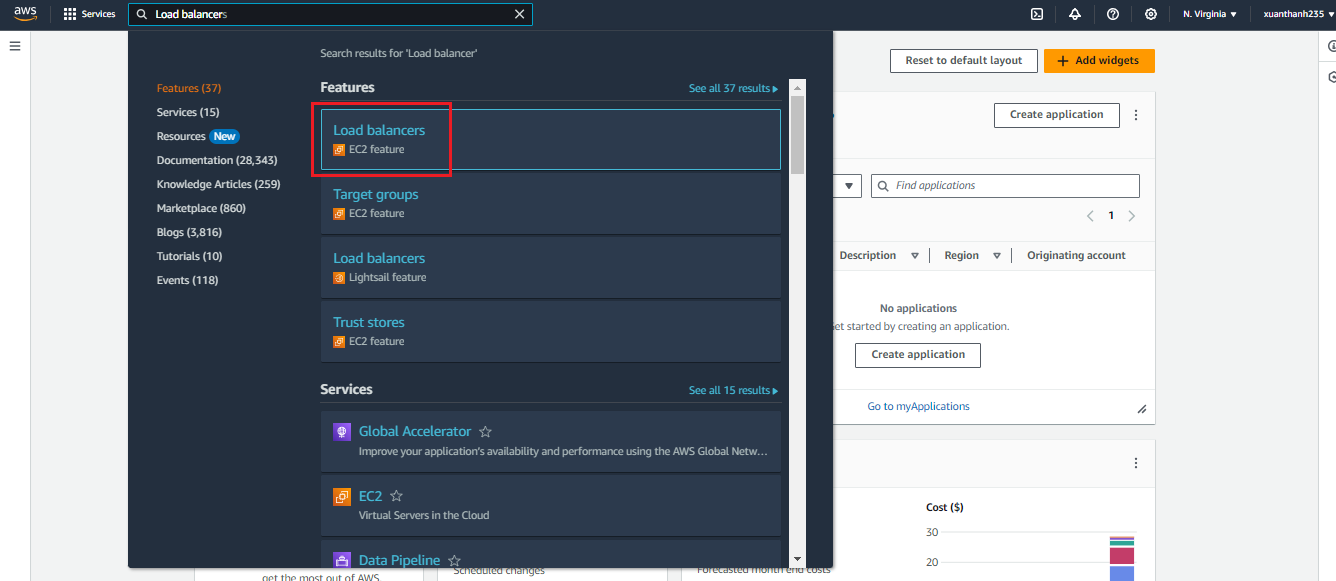 aws
Services
Load balancers
N. Virginia
xuanthanh235
Search results for 'Load balancer'
Features (37)
Services (15)
Resources New
Documentation (28,343)
Knowledge Articles (259)
Marketplace (860)
Blogs (3,816)
Tutorials (10)
Events (118)
Features
See all 37 results
Load balancers
EC2 feature
Target groups
EC2 feature
Load balancers
Lightsail feature
Trust stores
EC2 feature
Services
See all 15 results
Global Accelerator
Improve your application's availability and performance using the AWS Global Netw...
EC2
Virtual Servers in the Cloud
Data Pipeline
Reset to default layout
+ Add widgets
Create application
Find applications
1
Description
Region
Originating account
No applications
et started by creating an application.
Create application
Go to myApplications
Cost ($)
30
20
get the most out of AWS.
Scheduled changes
Forecasted month end costs